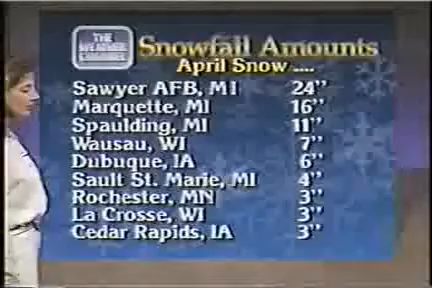 THE
WEATHER
CHANNEL
Snowfall Amounts
April Snow ....
Sawyer AFB, MI 24"
Marquette, MI 16"
Spaulding, MI 11"
Wausau, WI 7"
Dubuque, IA 6"
Sault St. Marie, MI 4"
Rochester, MN 3"
La Crosse, WI 3"
Cedar Rapids, IA 3"